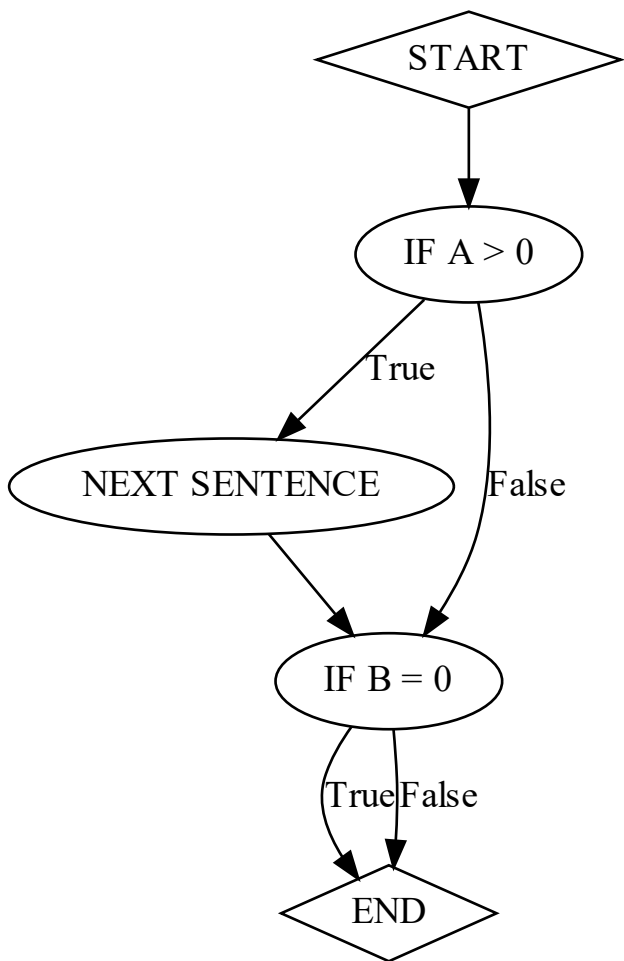 START
IF A > 0
True
NEXT SENTENCE
False
IF B = 0
True
False
END